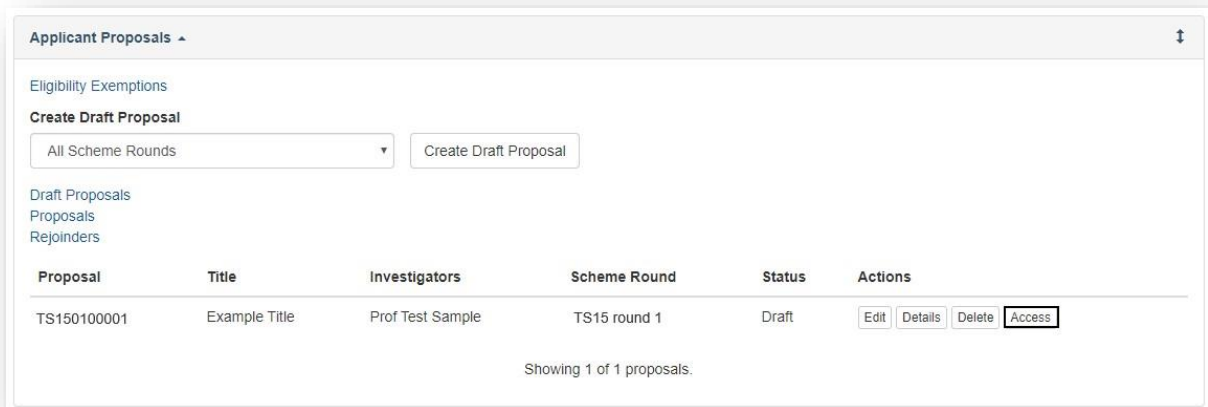 Applicant Proposals
Eligibility Exemptions
Create Draft Proposal
All Scheme Rounds Create Draft Proposal
Draft Proposals
Proposals
Rejoinders
Proposal Title Investigators Scheme Round Status Actions
TS150100001 Example Title Prof Test Sample TS15 round 1 Draft Edit Details Delete Access
Showing 1 of 1 proposals.